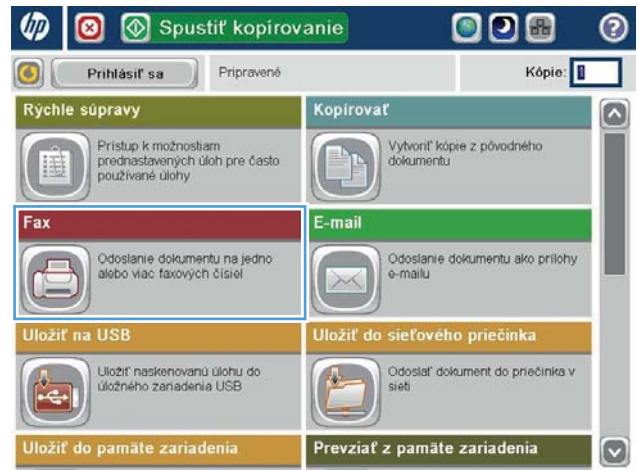 hp Spustiť kopírovanie ?
Prihlásiť sa Pripravené Kópie: 1
Rýchle súpravy
Prístup k možnostiam
prednastavených úloh pre často
používané úlohy
Kopírovať
Vytvoriť kópie z pôvodného
dokumentu
Fax
Odoslanie dokumentu na jedno
alebo viac faxových čísiel
E-mail
Odoslanie dokumentu ako prílohy
e-mailu
Uložiť na USB
Uložiť naskenovanú úlohu do
úložného zariadenia USB
Uložiť do sieťového priečinka
Odoslať dokument do priečinka v
sieti
Uložiť do pamäte zariadenia
Prevziať z pamäte zariadenia